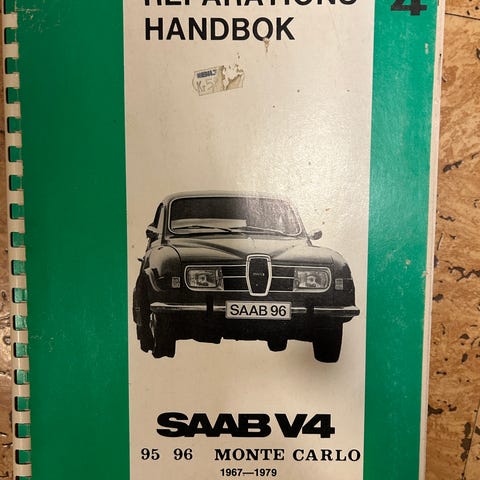 REPARATIONS
HANDBOK
4
SAAB 96
SAAB V4
95 96 MONTE CARLO
1967—1979